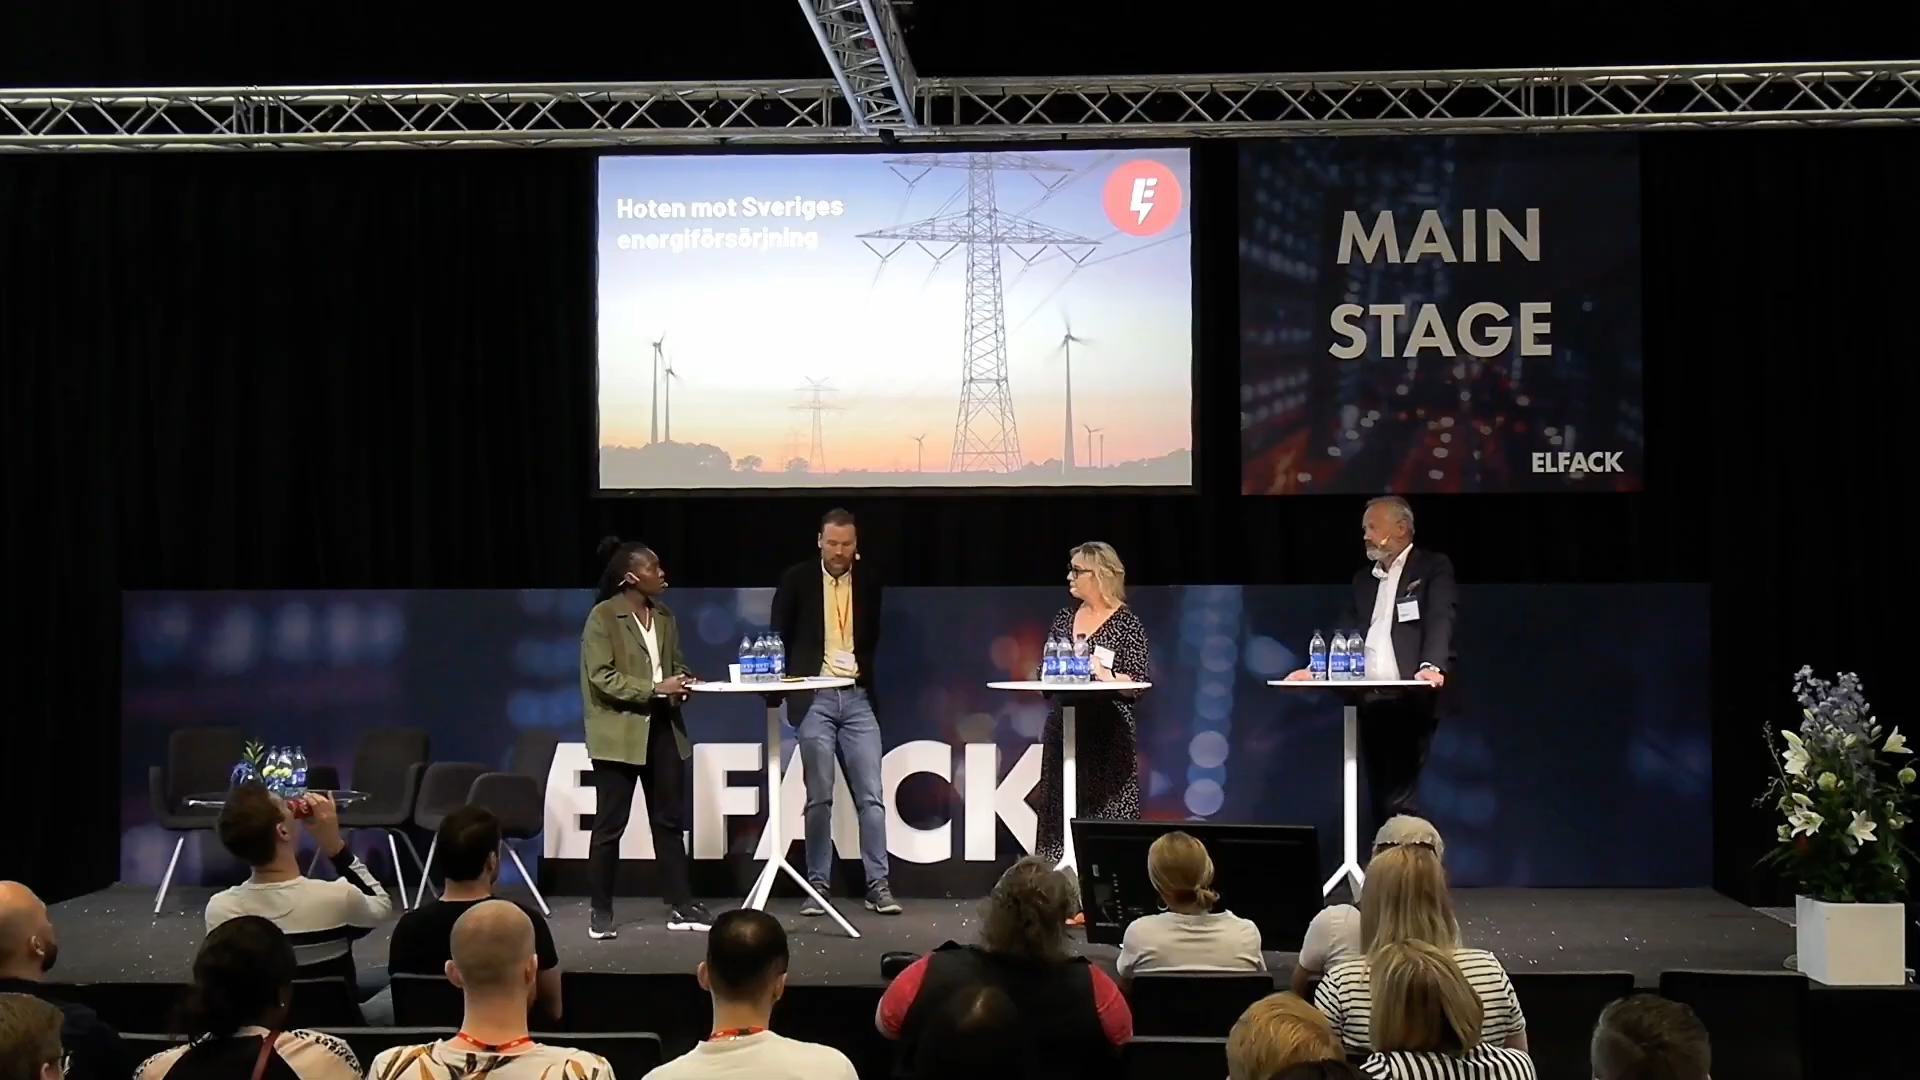 Hoten mot Sveriges
energiförsörjning
MAIN
STAGE
ELFACK
ELFACK